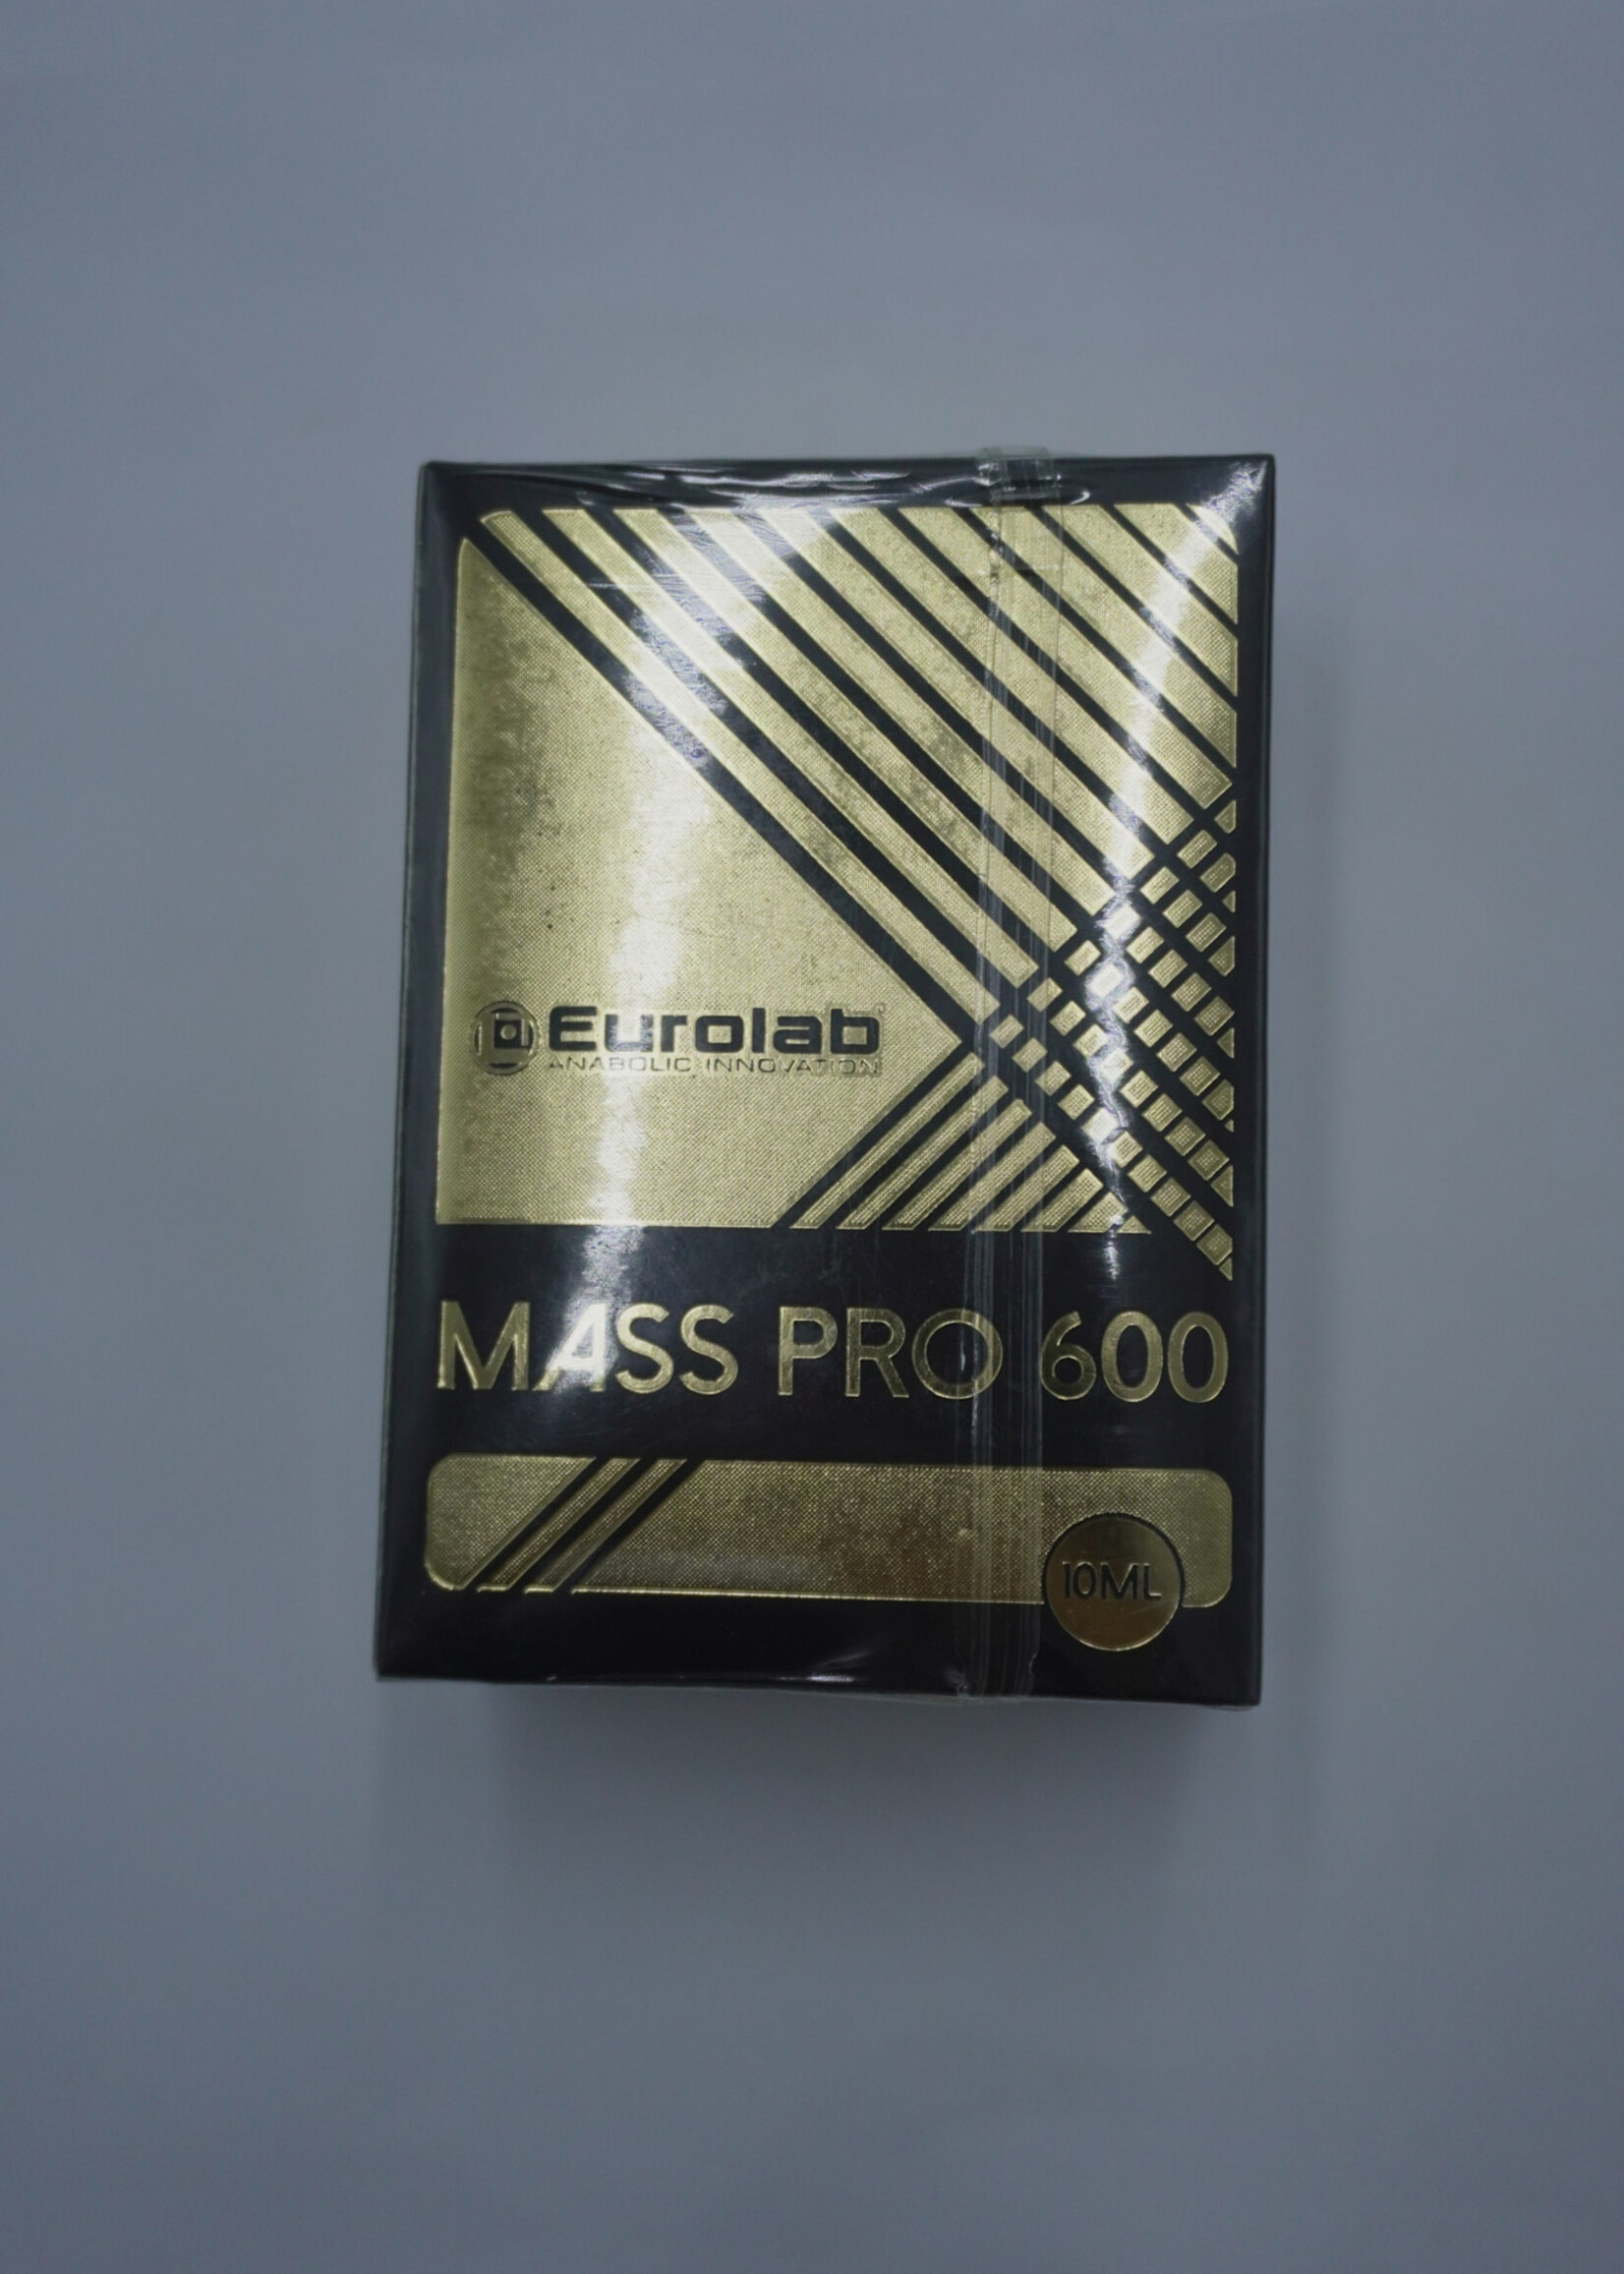 Eurolab
ANABOLIC INNOVATION
MASS PRO 600
10ML